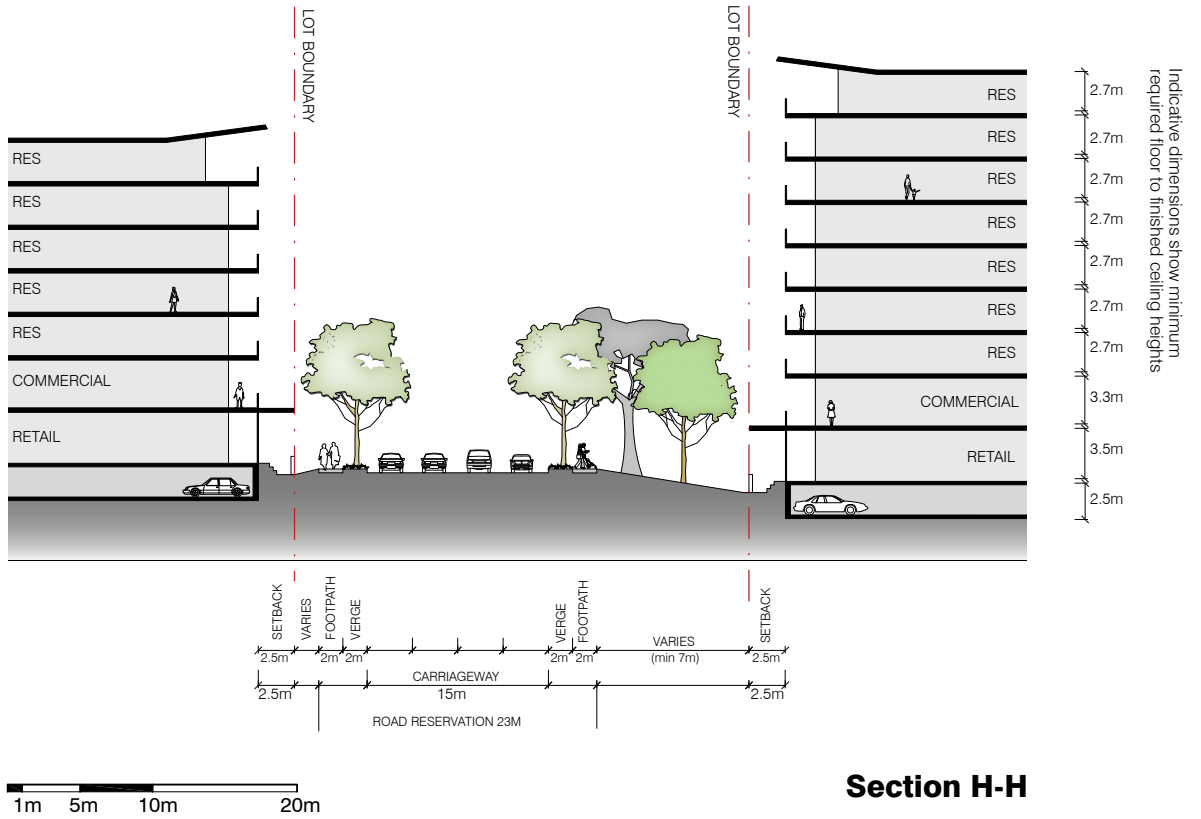 LOT BOUNDARY
LOT BOUNDARY
Indicative dimensions show minimum
required floor to finished ceiling heights
RES
RES
RES
RES
RES
COMMERCIAL
RETAIL
RES
RES
RES
RES
RES
RES
RES
COMMERCIAL
RETAIL
2.7m
2.7m
2.7m
2.7m
2.7m
2.7m
2.7m
3.3m
3.5m
2.5m
SETBACK
VARIES
FOOTPATH
VERGE
VERGE
FOOTPATH
VARIES
(min 7m)
SETBACK
2.5m
2m
2m
2m
2m
2.5m
CARRIAGEWAY
2.5m
15m
2.5m
ROAD RESERVATION 23M
1m 5m 10m 20m
Section H-H